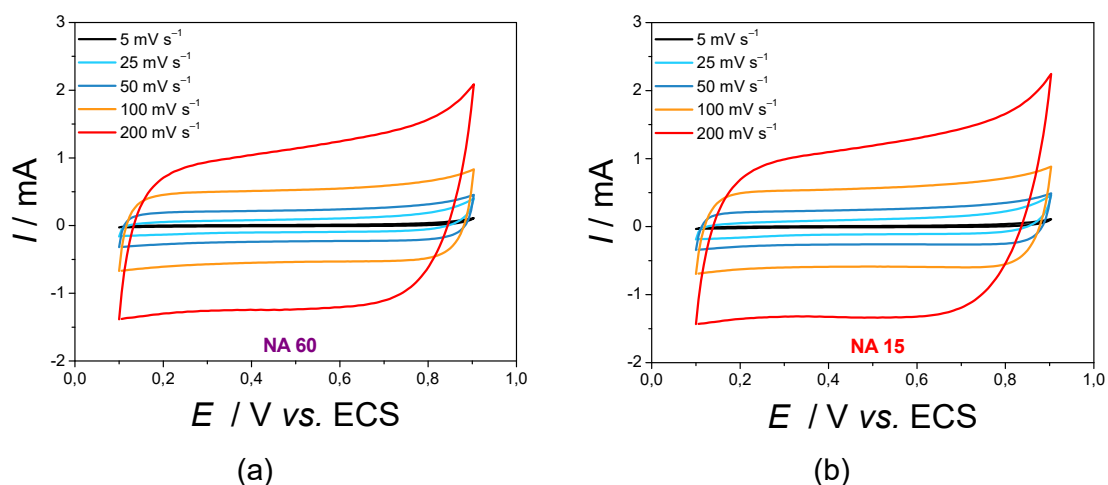 3
2
1
0
-1
-2
I / mA
5 mV s⁻¹
25 mV s⁻¹
50 mV s⁻¹
100 mV s⁻¹
200 mV s⁻¹
NA 60
0,0 0,2 0,4 0,6 0,8 1,0
E / V vs. ECS
(a)
3
2
1
0
-1
-2
I / mA
5 mV s⁻¹
25 mV s⁻¹
50 mV s⁻¹
100 mV s⁻¹
200 mV s⁻¹
NA 15
0,0 0,2 0,4 0,6 0,8 1,0
E / V vs. ECS
(b)